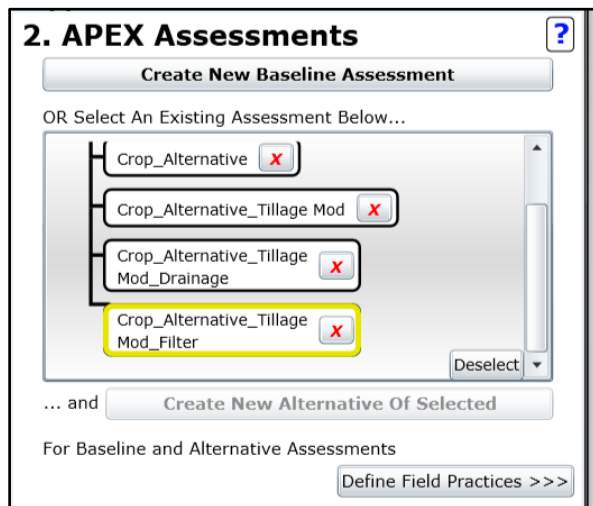 2. APEX Assessments
?
Create New Baseline Assessment
OR Select An Existing Assessment Below...
Crop_Alternative X
Crop_Alternative_Tillage Mod X
Crop_Alternative_Tillage
Mod_Drainage X
Crop_Alternative_Tillage
Mod_Filter X
Deselect
... and Create New Alternative Of Selected
For Baseline and Alternative Assessments
Define Field Practices >>>